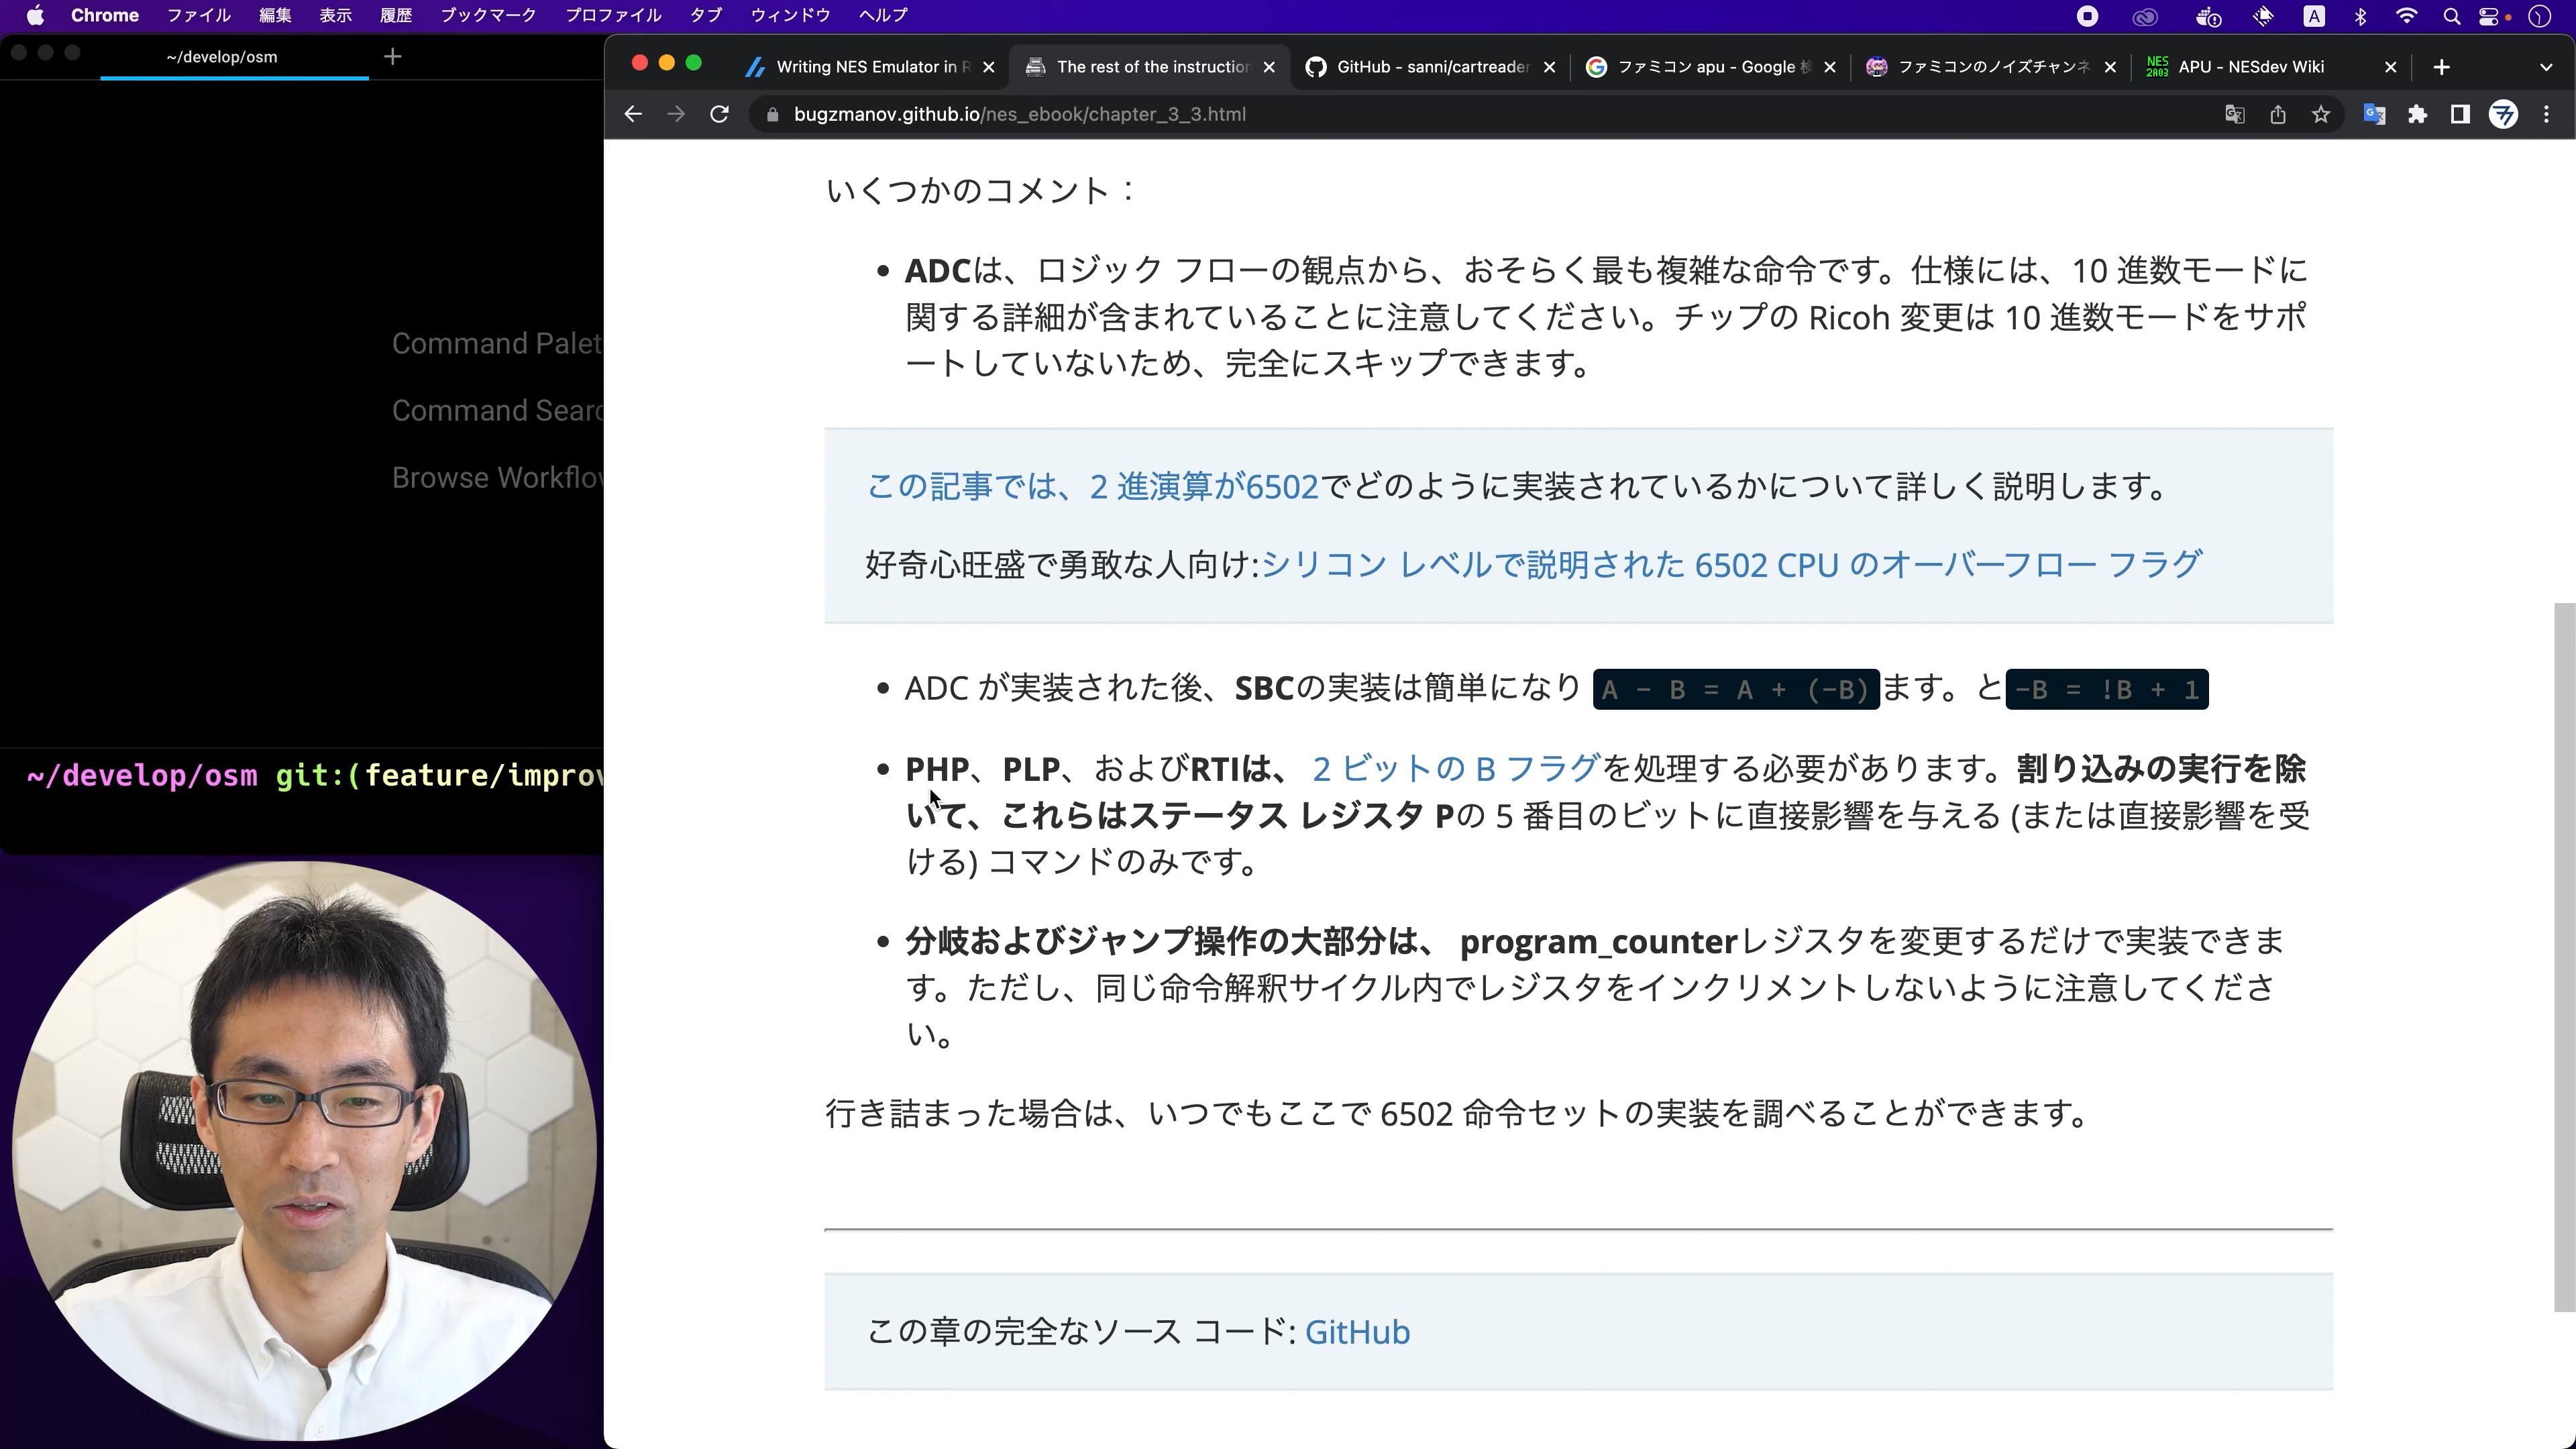 Chrome ファイル 編集 表示 履歴 ブックマーク プロファイル タブ ウィンドウ ヘルプ A
~/develop/osm
Command Palet
Command Searc
Browse Workflov
~/develop/osm git:(feature/improv
Writing NES Emulator in R
The rest of the instruction
GitHub - sanni/cartreader
ファミコン apu - Google 検
ファミコンのノイズチャンネ
NES 2A03 APU - NESdev Wiki
bugzmanov.github.io/nes_ebook/chapter_3_3.html
いくつかのコメント：
• ADCは、ロジック フローの観点から、おそらく最も複雑な命令です。仕様には、10 進数モードに
関する詳細が含まれていることに注意してください。チップの Ricoh 変更は 10 進数モードをサポ
ートしていないため、完全にスキップできます。
この記事では、2 進演算が6502でどのように実装されているかについて詳しく説明します。
好奇心旺盛で勇敢な人向け:シリコン レベルで説明された 6502 CPU のオーバーフロー フラグ
• ADC が実装された後、SBCの実装は簡単になり A - B = A + (-B) ます。と -B = !B + 1
• PHP、PLP、およびRTIは、 2 ビットの B フラグを処理する必要があります。割り込みの実行を除
いて、これらはステータス レジスタ Pの 5 番目のビットに直接影響を与える (または直接影響を受
ける) コマンドのみです。
• 分岐およびジャンプ操作の大部分は、 program_counterレジスタを変更するだけで実装できま
す。ただし、同じ命令解釈サイクル内でレジスタをインクリメントしないように注意してくださ
い。
行き詰まった場合は、いつでもここで 6502 命令セットの実装を調べることができます。
この章の完全なソース コード: GitHub